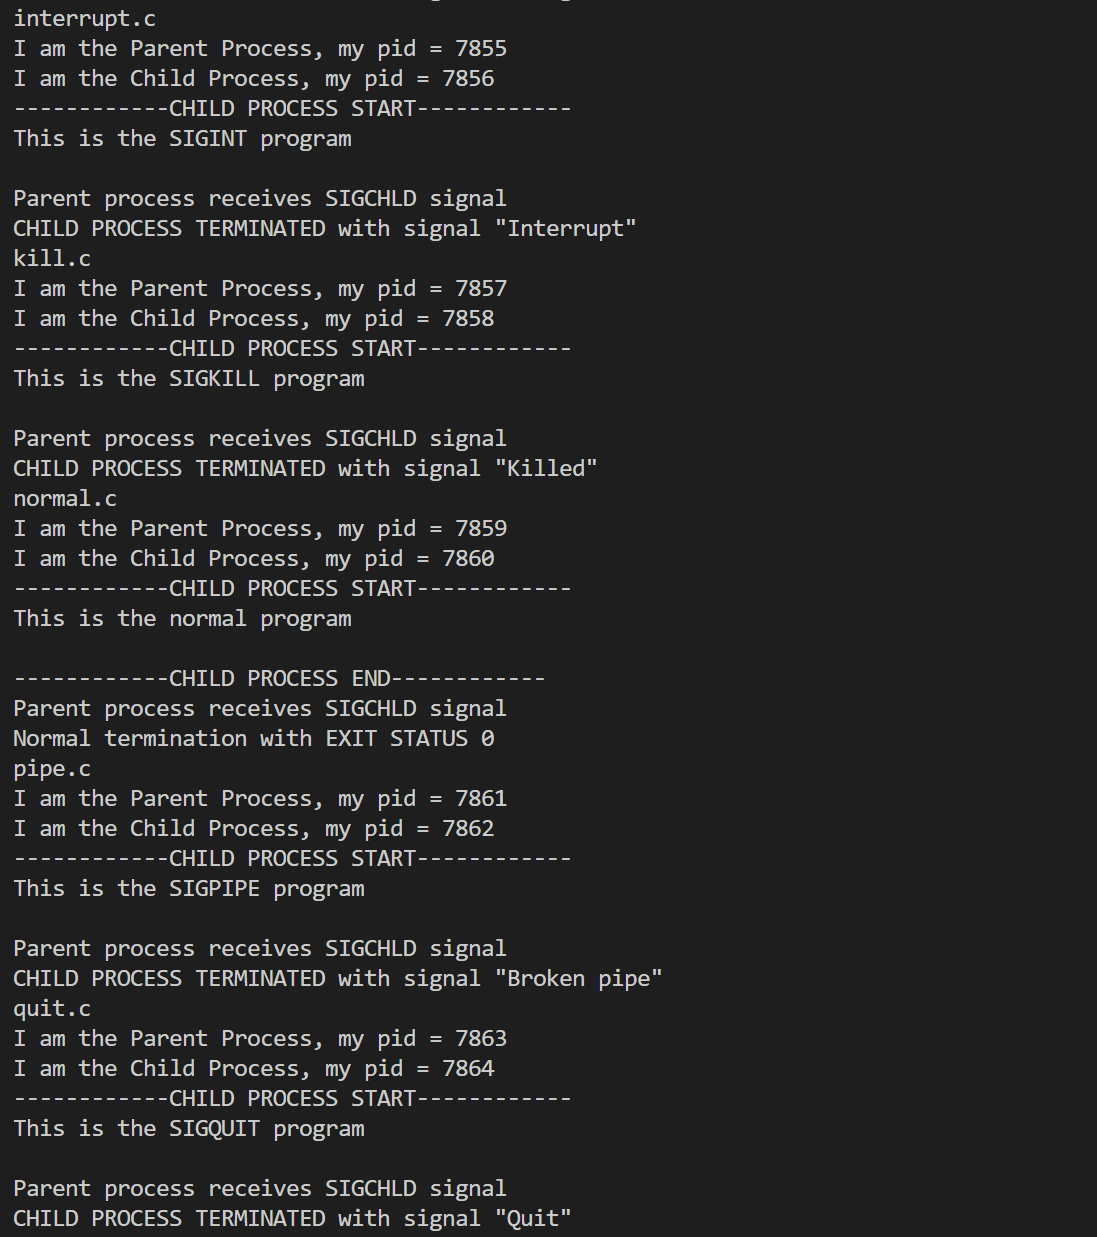 interrupt.c
I am the Parent Process, my pid = 7855
I am the Child Process, my pid = 7856
------------CHILD PROCESS START------------
This is the SIGINT program
Parent process receives SIGCHLD signal
CHILD PROCESS TERMINATED with signal "Interrupt"
kill.c
I am the Parent Process, my pid = 7857
I am the Child Process, my pid = 7858
------------CHILD PROCESS START------------
This is the SIGKILL program
Parent process receives SIGCHLD signal
CHILD PROCESS TERMINATED with signal "Killed"
normal.c
I am the Parent Process, my pid = 7859
I am the Child Process, my pid = 7860
------------CHILD PROCESS START------------
This is the normal program
------------CHILD PROCESS END------------
Parent process receives SIGCHLD signal
Normal termination with EXIT STATUS 0
pipe.c
I am the Parent Process, my pid = 7861
I am the Child Process, my pid = 7862
------------CHILD PROCESS START------------
This is the SIGPIPE program
Parent process receives SIGCHLD signal
CHILD PROCESS TERMINATED with signal "Broken pipe"
quit.c
I am the Parent Process, my pid = 7863
I am the Child Process, my pid = 7864
------------CHILD PROCESS START------------
This is the SIGQUIT program
Parent process receives SIGCHLD signal
CHILD PROCESS TERMINATED with signal "Quit"